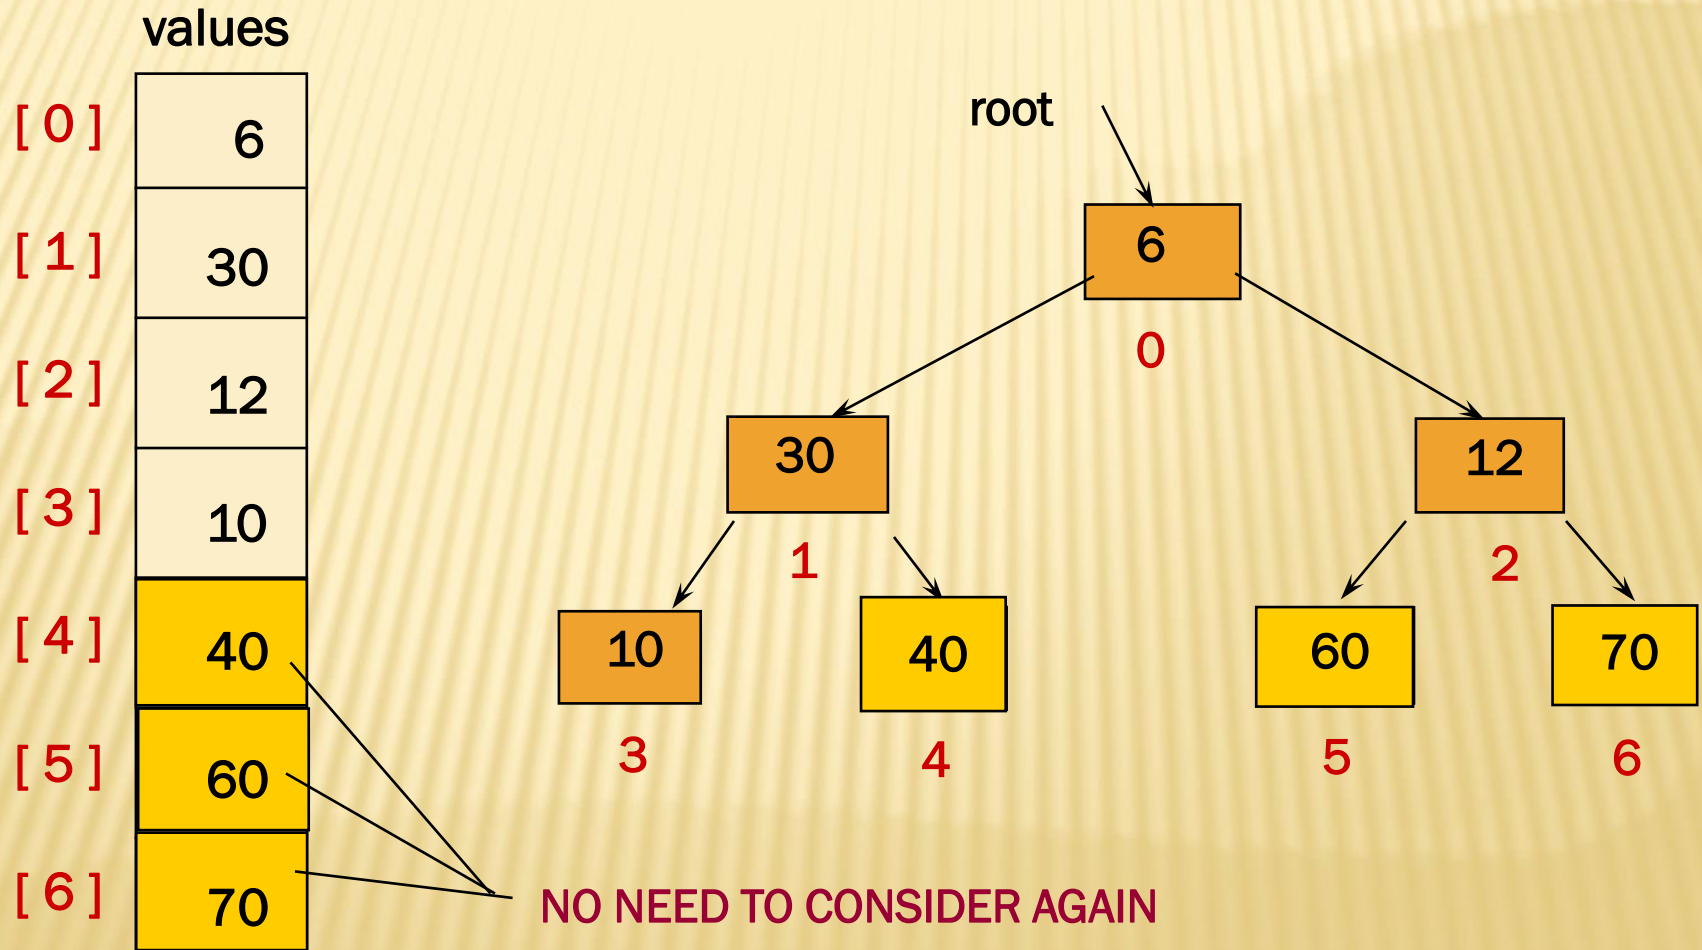 values
[ 0 ] 6
[ 1 ] 30
[ 2 ] 12
[ 3 ] 10
[ 4 ] 40
[ 5 ] 60
[ 6 ] 70
root
6
0
30 12
1 2
10 40 60 70
3 4 5 6
NO NEED TO CONSIDER AGAIN